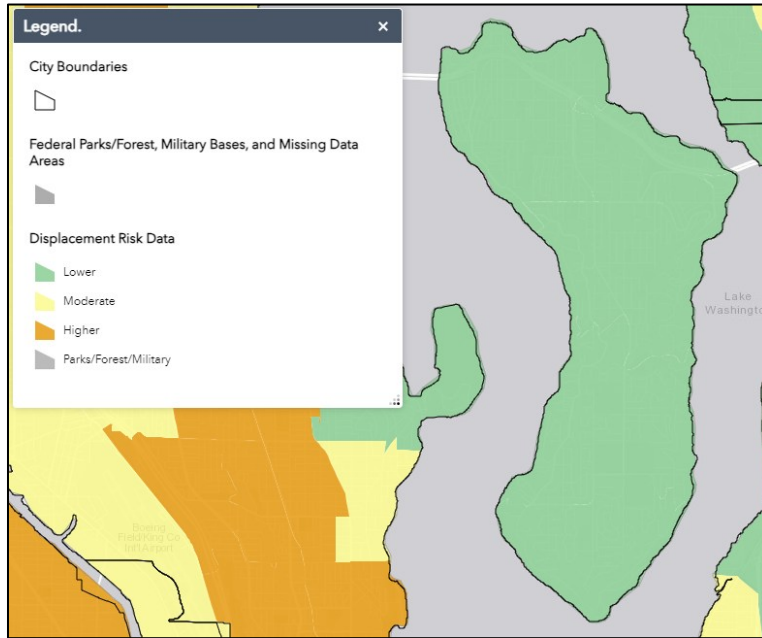 Legend.
City Boundaries
Federal Parks/Forest, Military Bases, and Missing Data
Areas
Displacement Risk Data
Lower
Moderate
Higher
Parks/Forest/Military
Lake
Washington
Boeing
Field/King Co
Int'l Airport